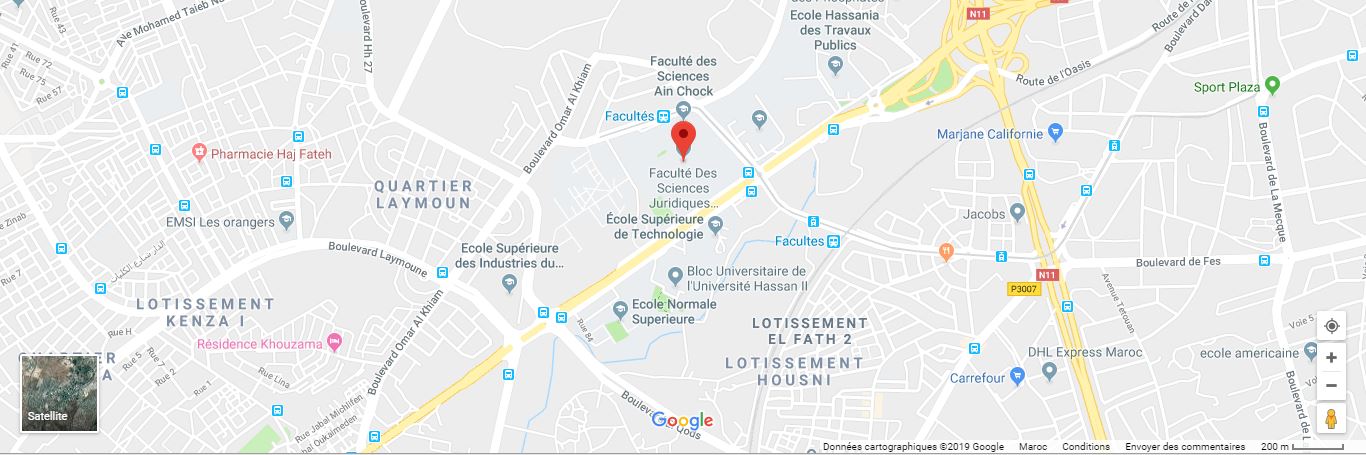 Rue 41
Rue 43
Alle Mohamed Taieb
Boulevard Hh 27
Ecole Hassania
des Travaux
Publics
N11
Route de l'Oasis
Rue 72
Rue 75
Rue 57
Boulevard Omar Al Khiam
Faculté des
Sciences
Ain Chock
Facultés
Sport Plaza
Marjane Californie
Pharmacie Haj Fateh
QUARTIER
LAYMOUN
Faculté Des
Sciences
Juridiques...
EMSI Les orangers
École Supérieure
de Technologie
Jacobs
Boulevard de La Mecque
Zinab
Boulevard Laymoune
Ecole Supérieure
des Industries du...
Facultes
Boulevard de Fes
N11
P3007
Rue 7
Bloc Universitaire de
l'Université Hassan II
LOTISSEMENT
KENZA I
Ecole Normale
Superieure
Rue 84
Avenue Tetouan
LOTISSEMENT
EL FATH 2
Voie 5
Rue H
Rue 5
Rue 7
Rue 2
Rue 1
Résidence Khouzama
Boulevard Omar Al Khiam
LOTISSEMENT
HOUSNI
DHL Express Maroc
ecole americaine
Carrefour
Rue Lina
Rue Jabal Michlifen
Oukaimeden
Satellite
Google
Boulevard Al Qods
Données cartographiques ©2019 Google
Maroc
Conditions
Envoyer des commentaires
200 m